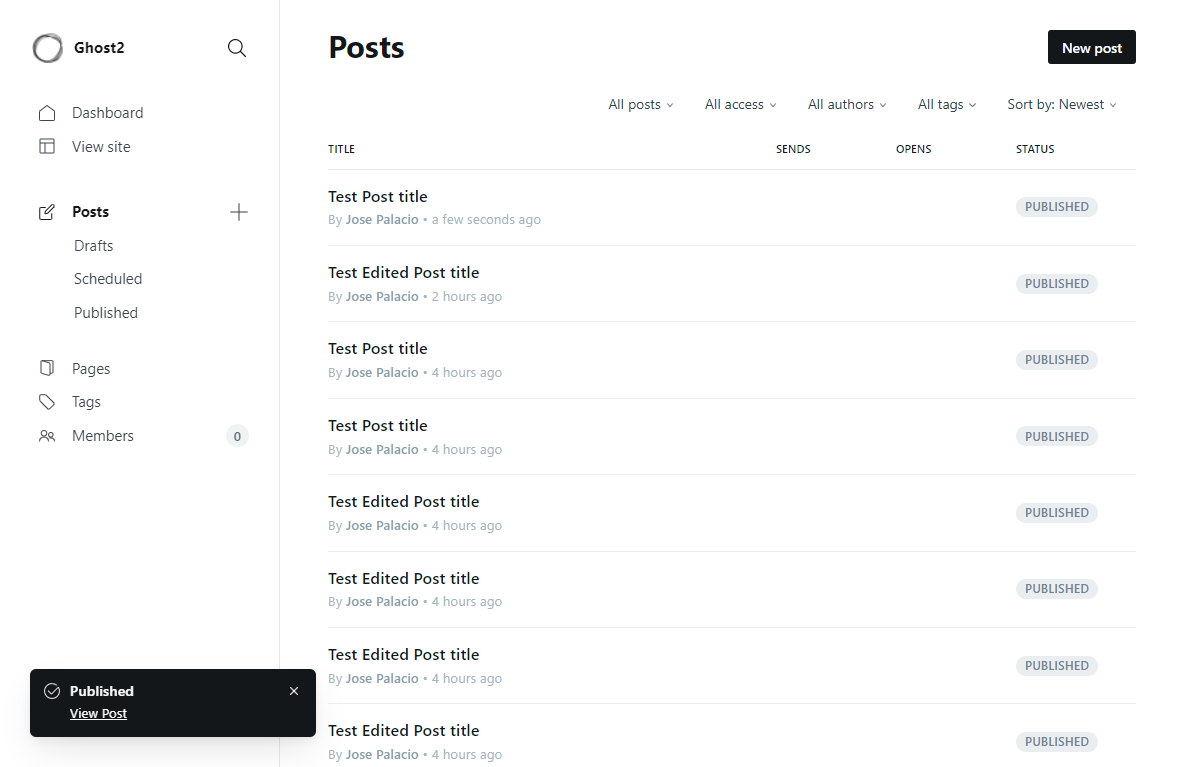 Ghost2
Dashboard
View site
Posts
Drafts
Scheduled
Published
Pages
Tags
Members 0
Posts
New post
All posts All access All authors All tags Sort by: Newest
TITLE SENDS OPENS STATUS
Test Post title
By Jose Palacio • a few seconds ago
PUBLISHED
Test Edited Post title
By Jose Palacio • 2 hours ago
PUBLISHED
Test Post title
By Jose Palacio • 4 hours ago
PUBLISHED
Test Post title
By Jose Palacio • 4 hours ago
PUBLISHED
Test Edited Post title
By Jose Palacio • 4 hours ago
PUBLISHED
Test Edited Post title
By Jose Palacio • 4 hours ago
PUBLISHED
Test Edited Post title
By Jose Palacio • 4 hours ago
PUBLISHED
Test Edited Post title
By Jose Palacio • 4 hours ago
PUBLISHED
Published
View Post